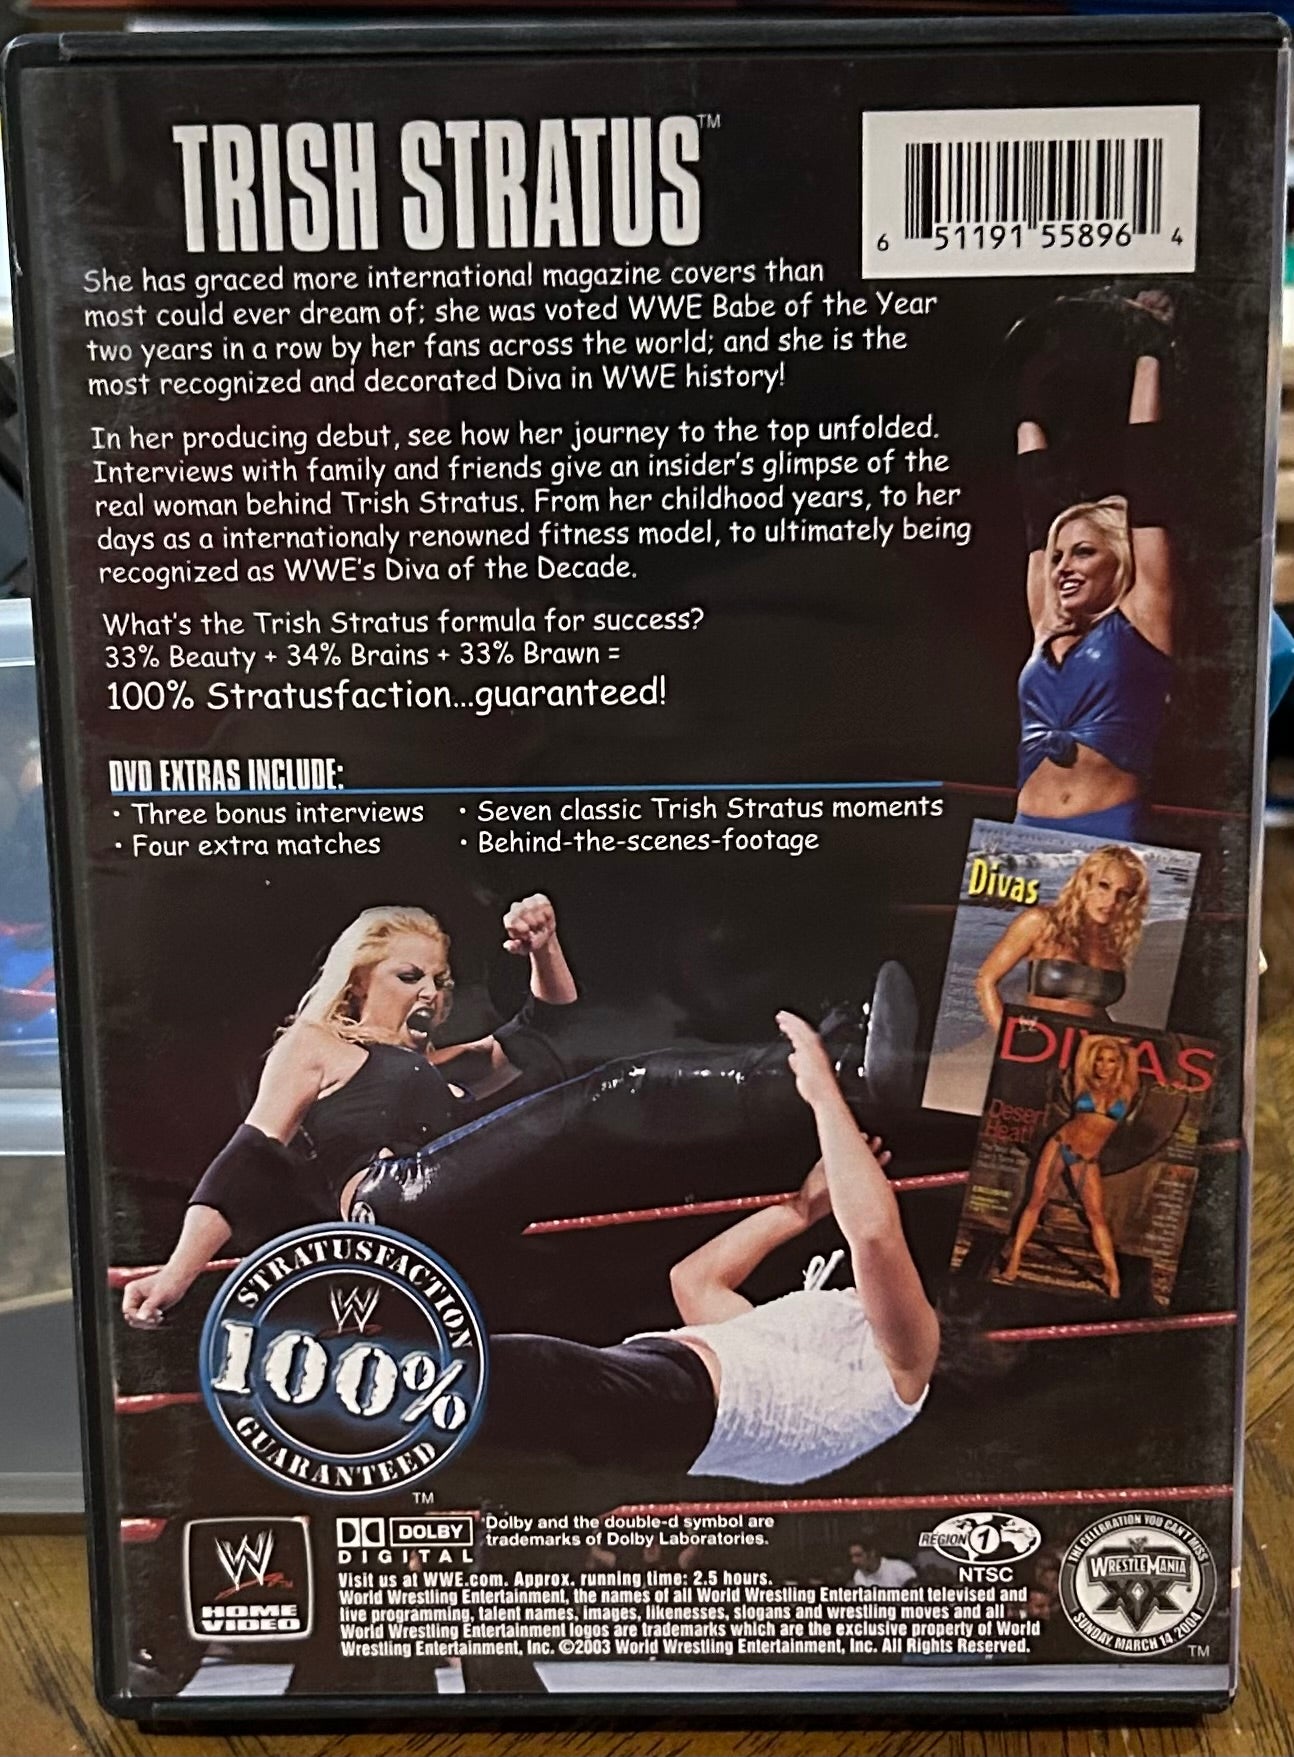 TRISH STRATUS™
6 51191 55896 4
She has graced more international magazine covers than
most could ever dream of; she was voted WWE Babe of the Year
two years in a row by her fans across the world; and she is the
most recognized and decorated Diva in WWE history!
In her producing debut, see how her journey to the top unfolded.
Interviews with family and friends give an insider's glimpse of the
real woman behind Trish Stratus. From her childhood years, to her
days as a internationaly renowned fitness model, to ultimately being
recognized as WWE's Diva of the Decade.
What's the Trish Stratus formula for success?
33% Beauty + 34% Brains + 33% Brawn =
100% Stratusfaction...guaranteed!
DVD EXTRAS INCLUDE:
· Three bonus interviews
· Four extra matches
· Seven classic Trish Stratus moments
· Behind-the-scenes-footage
Divas
DIVAS
Desert
Heat!
STRATUSFACTION
W
100%
GUARANTEED
TM
W
HOME
VIDEO
DOLBY
DIGITAL
Dolby and the double-d symbol are
trademarks of Dolby Laboratories.
Visit us at WWE.com. Approx. running time: 2.5 hours.
World Wrestling Entertainment, the names of all World Wrestling Entertainment televised and
live programming, talent names, images, likenesses, slogans and wrestling moves and all
World Wrestling Entertainment logos are trademarks which are the exclusive property of World
Wrestling Entertainment, Inc. ©2003 World Wrestling Entertainment, Inc. All Rights Reserved.
REGION 1
NTSC
THE CELEBRATION YOU CAN'T MISS
WRESTLEMANIA
XX
SUNDAY, MARCH 14, 2004
TM